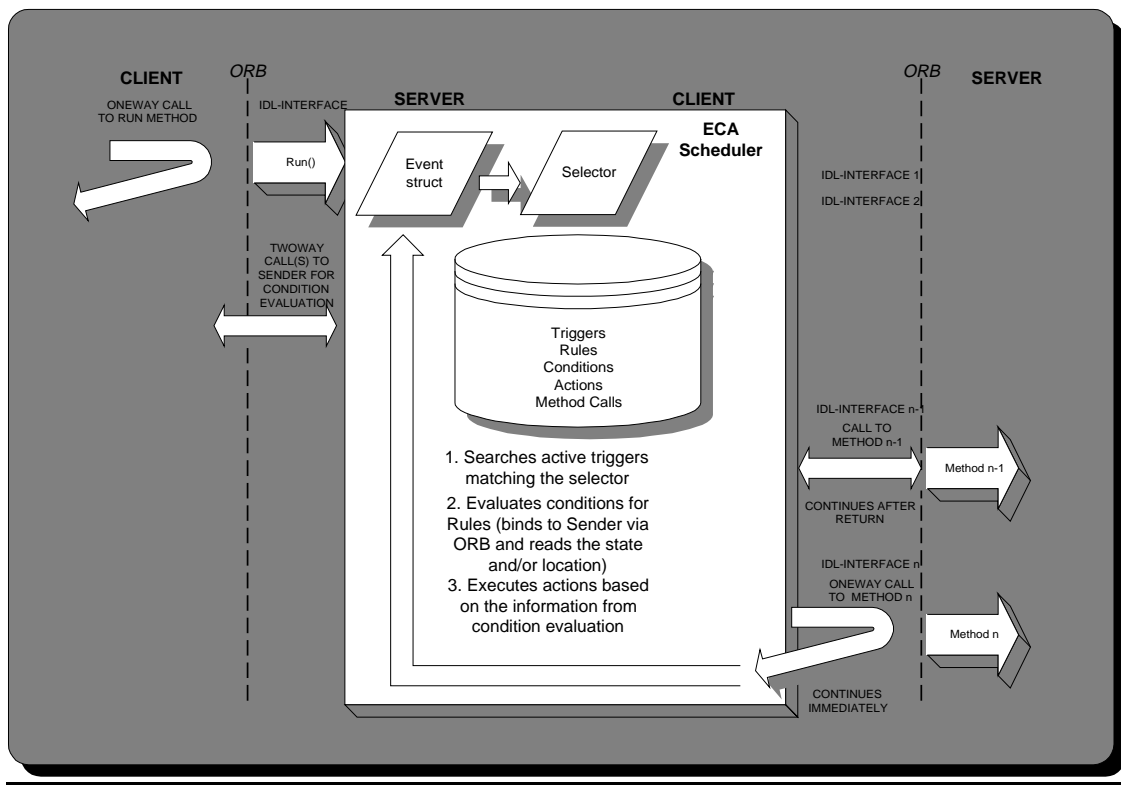 CLIENT
ORB
ONEWAY CALL
TO RUN METHOD
IDL-INTERFACE
Run()
TWOWAY
CALL(S) TO
SENDER FOR
CONDITION
EVALUATION
SERVER
CLIENT
ECA
Scheduler
Event
struct
Selector
Triggers
Rules
Conditions
Actions
Method Calls
1. Searches active triggers
matching the selector
2. Evaluates conditions for
Rules (binds to Sender via
ORB and reads the state
and/or location)
3. Executes actions based
on the information from
condition evaluation
ORB
SERVER
IDL-INTERFACE 1
IDL-INTERFACE 2
IDL-INTERFACE n-1
CALL TO
METHOD n-1
Method n-1
CONTINUES AFTER
RETURN
IDL-INTERFACE n
ONEWAY CALL
TO METHOD n
Method n
CONTINUES
IMMEDIATELY